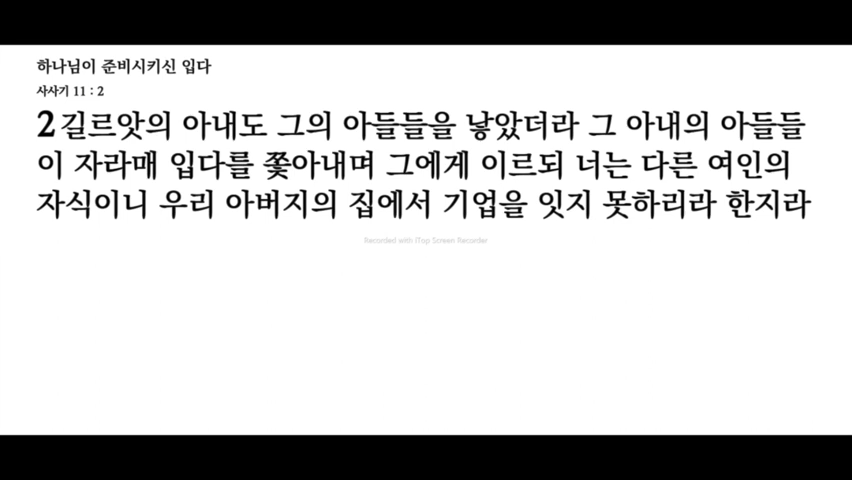 하나님이 준비시키신 입다
사사기 11 : 2
2 길르앗의 아내도 그의 아들들을 낳았더라 그 아내의 아들들
이 자라매 입다를 쫓아내며 그에게 이르되 너는 다른 여인의
자식이니 우리 아버지의 집에서 기업을 잇지 못하리라 한지라
Recorded with iTop Screen Recorder